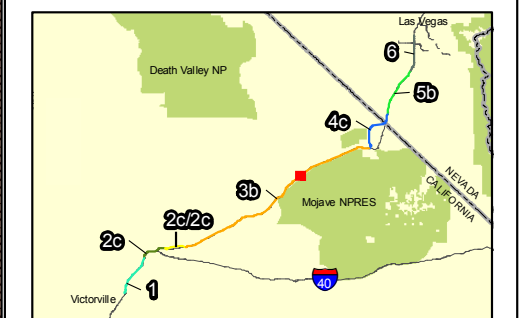 Las Vegas
6
Death Valley NP
5b
4c
NEVADA
CALIFORNIA
3b
Mojave NPRES
2c/2c
2c
40
1
Victorville